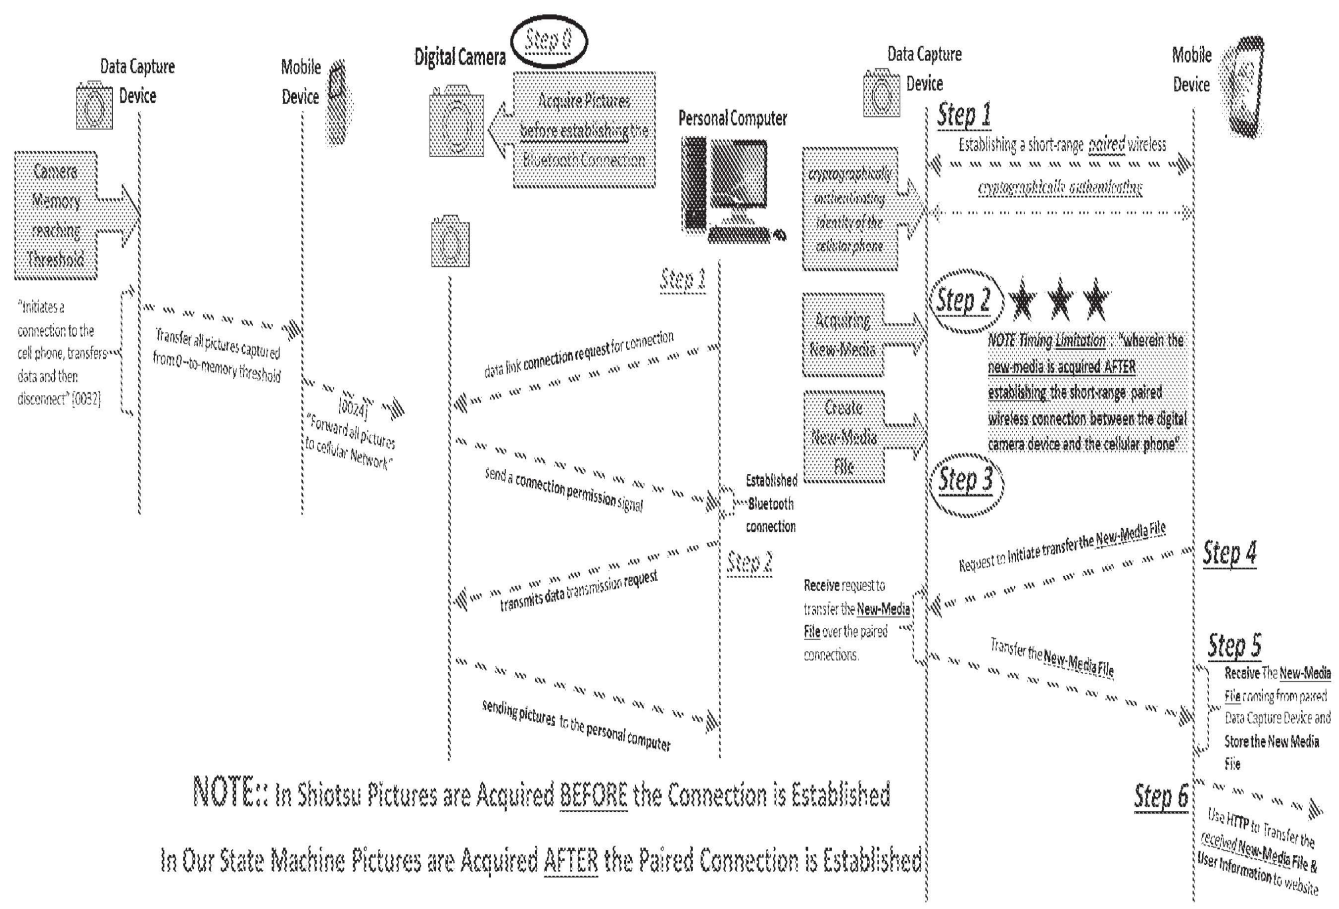 Data Capture
Device
Mobile
Device
Camera
Memory
reaching
Threshold
"Initiates a
connection to the
cell phone, transfers
data and then
disconnect" [0032]
Transfer all pictures captured
from 0 –to-memory threshold
[0024]
"Forward all pictures
to cellular Network"
Step 0
Digital Camera
Acquire Pictures
before establishing the
Bluetooth Connection
Personal Computer
Step 1
data link connection request for connection
send a connection permission signal
Established
Bluetooth
connection
Step 2
transmits data transmission request
sending pictures to the personal computer
Data Capture
Device
Mobile
Device
Step 1
Establishing a short-range paired wireless
cryptographically authenticating
cryptographically
authenticating
identity of the
cellular phone
Step 2
Acquiring
New-Media
NOTE Timing Limitation : "wherein the
new-media is acquired AFTER
establishing the short-range paired
wireless connection between the digital
camera device and the cellular phone"
Create
New-Media
File
Step 3
Request to Initiate transfer the New-Media File
Step 4
Receive request to
transfer the New-Media
File over the paired
connections.
Transfer the New-Media File
Step 5
Receive The New-Media
File coming from paired
Data Capture Device and
Store the New Media
File
Step 6
Use HTTP to Transfer the
received New-Media File &
User Information to website
NOTE:: In Shiotsu Pictures are Acquired BEFORE the Connection is Established
In Our State Machine Pictures are Acquired AFTER the Paired Connection is Established